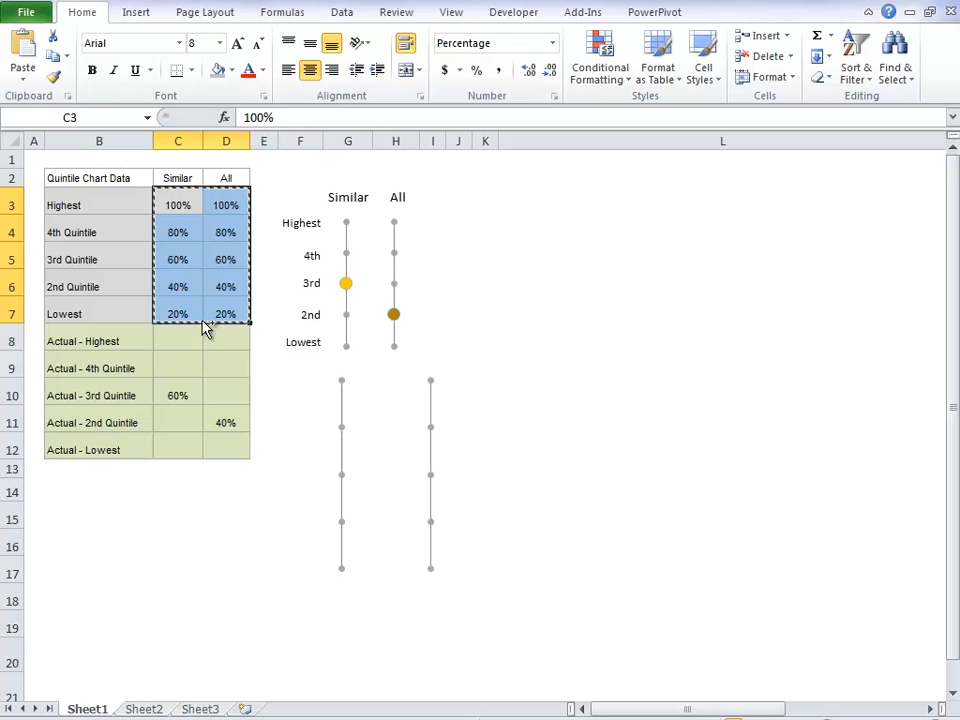 File Home Insert Page Layout Formulas Data Review View Developer Add-Ins PowerPivot
Paste Arial 8 A A B I U A Percentage $ % , .0 .00 .00 .0 Conditional Formatting Format as Table Cell Styles Insert Delete Format Σ Sort & Filter Find & Select
Clipboard Font Alignment Number Styles Cells Editing
C3 fx 100%
A B C D E F G H I J K L
1
2 Quintile Chart Data Similar All
3 Highest 100% 100%
4 4th Quintile 80% 80%
5 3rd Quintile 60% 60%
6 2nd Quintile 40% 40%
7 Lowest 20% 20%
8 Actual - Highest
9 Actual - 4th Quintile
10 Actual - 3rd Quintile 60%
11 Actual - 2nd Quintile 40%
12 Actual - Lowest
13
14
15
16
17
18
19
20
21
Similar All
Highest
4th
3rd
2nd
Lowest
Sheet1 Sheet2 Sheet3